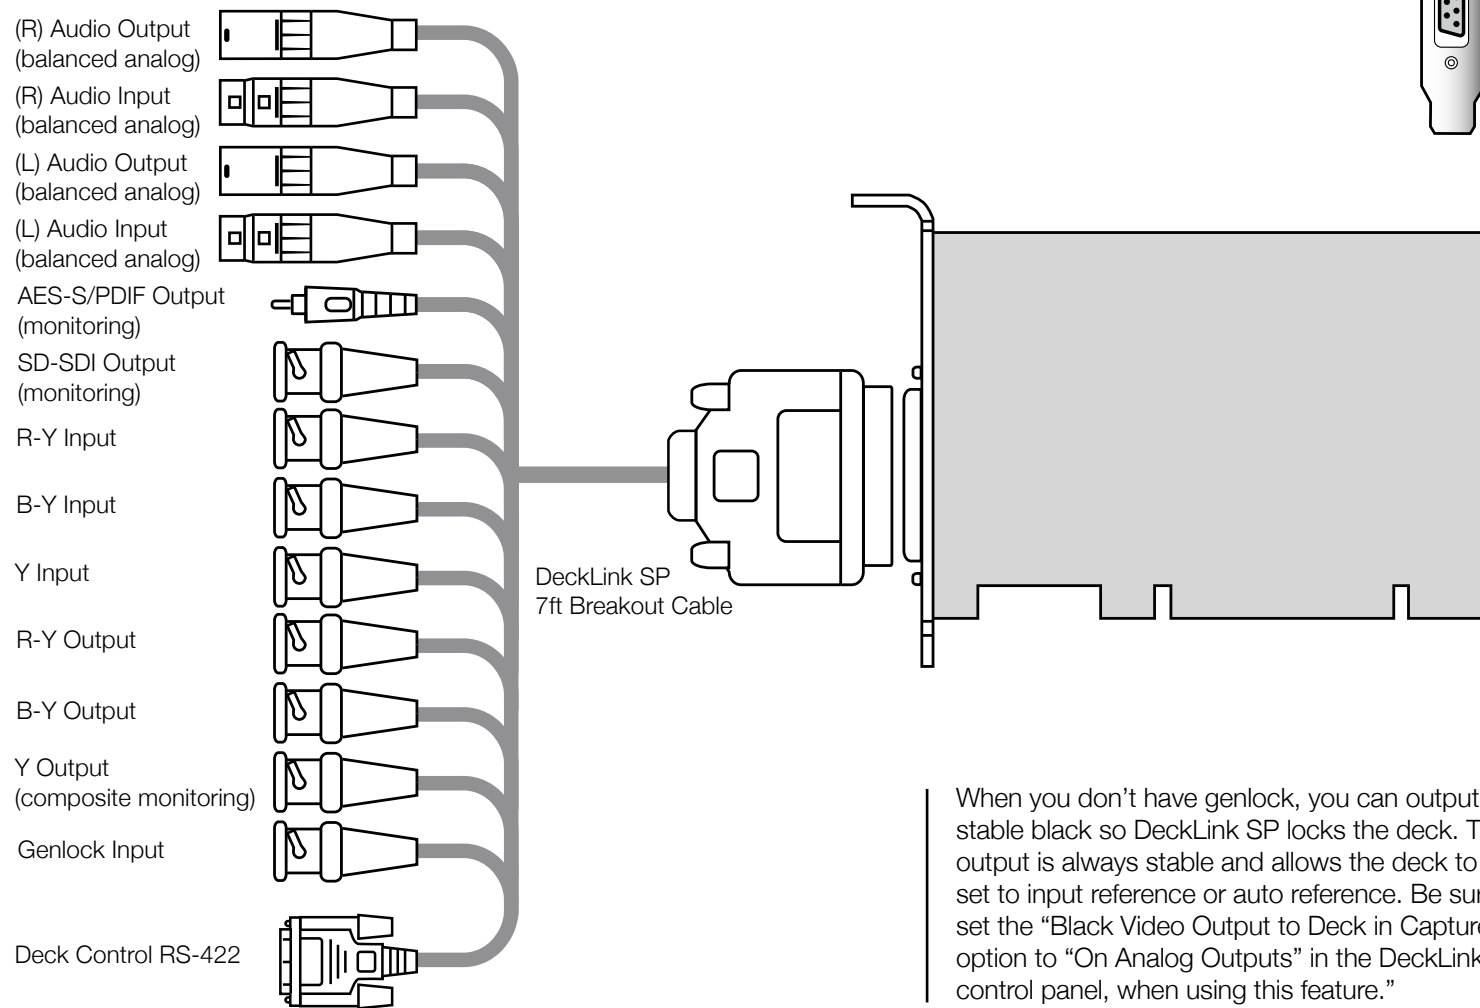 (R) Audio Output
(balanced analog)
(R) Audio Input
(balanced analog)
(L) Audio Output
(balanced analog)
(L) Audio Input
(balanced analog)
AES-S/PDIF Output
(monitoring)
SD-SDI Output
(monitoring)
R-Y Input
B-Y Input
Y Input
R-Y Output
B-Y Output
Y Output
(composite monitoring)
Genlock Input
Deck Control RS-422
DeckLink SP
7ft Breakout Cable
When you don’t have genlock, you can output
stable black so DeckLink SP locks the deck.
output is always stable and allows the deck to
set to input reference or auto reference. Be
set the “Black Video Output to Deck in Capture
option to “On Analog Outputs” in the DeckLink
control panel, when using this feature.”